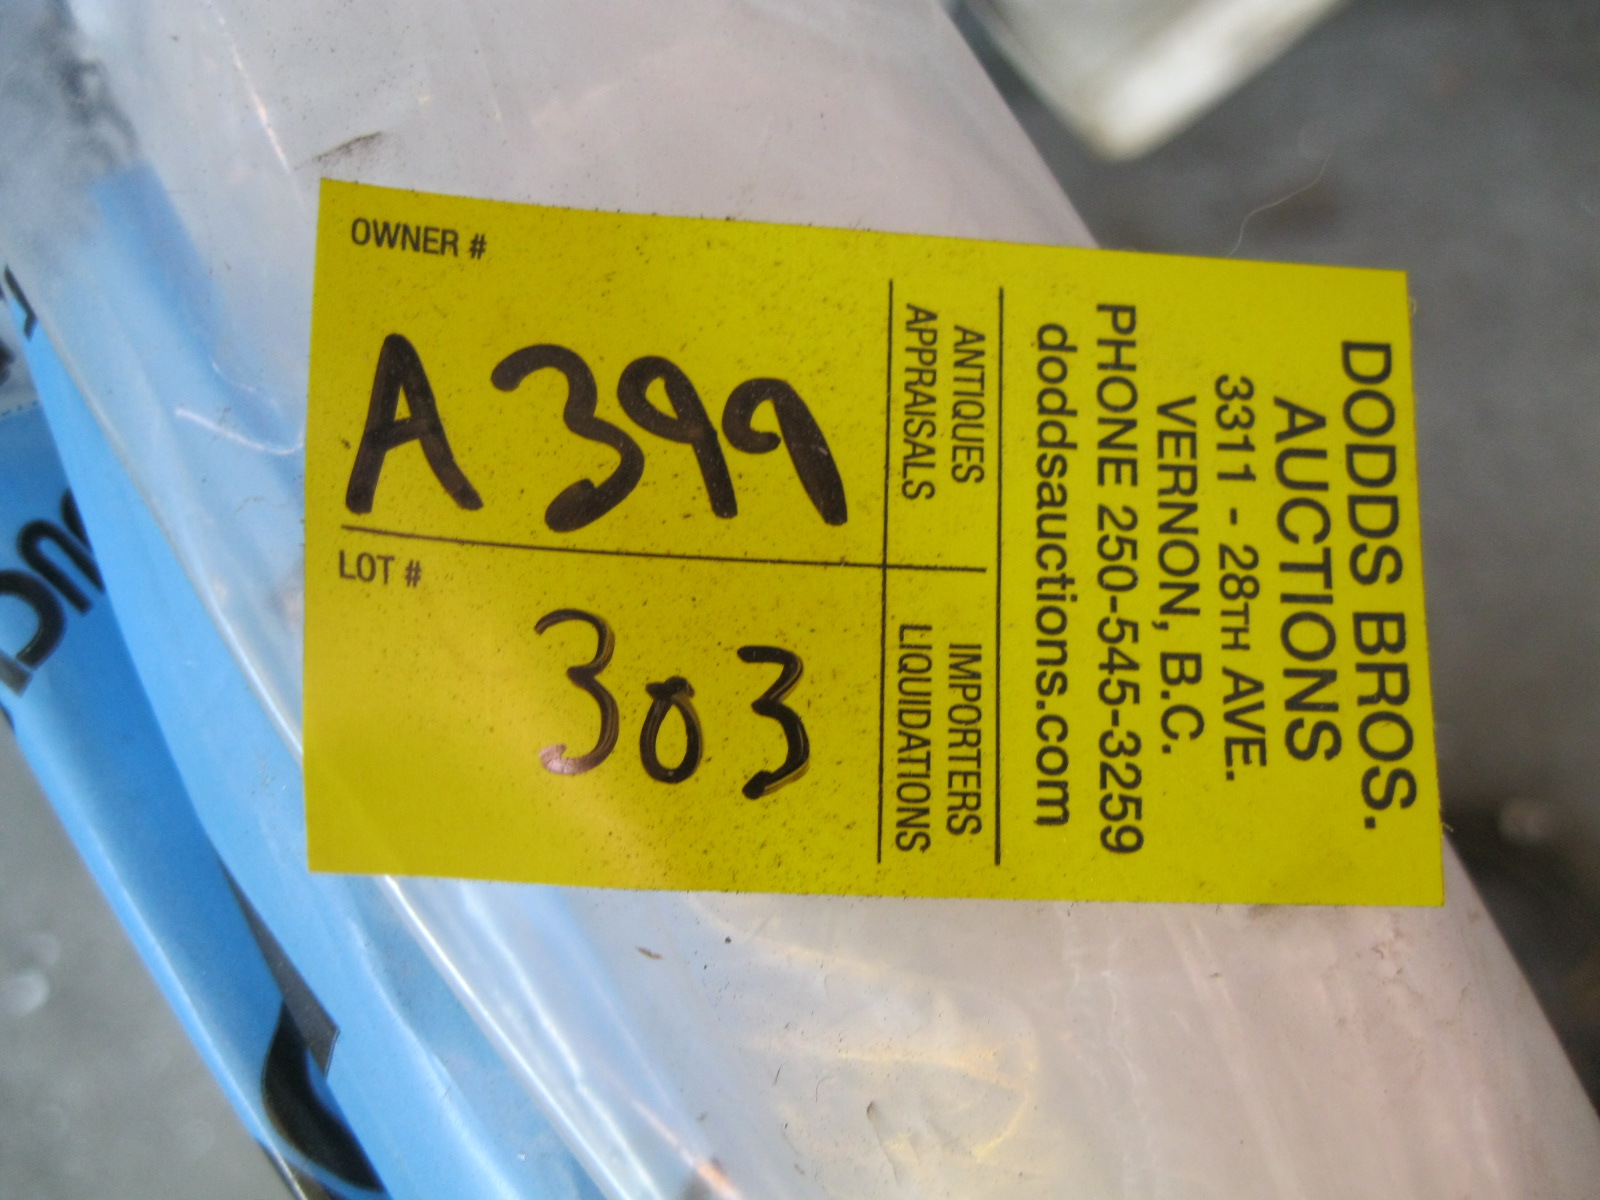 DODDS BROS.
AUCTIONS
3311 - 28TH AVE.
VERNON, B.C.
PHONE 250-545-3259
doddsauctions.com
ANTIQUES
APPRAISALS
IMPORTERS
LIQUIDATIONS
OWNER #
A399
LOT #
303